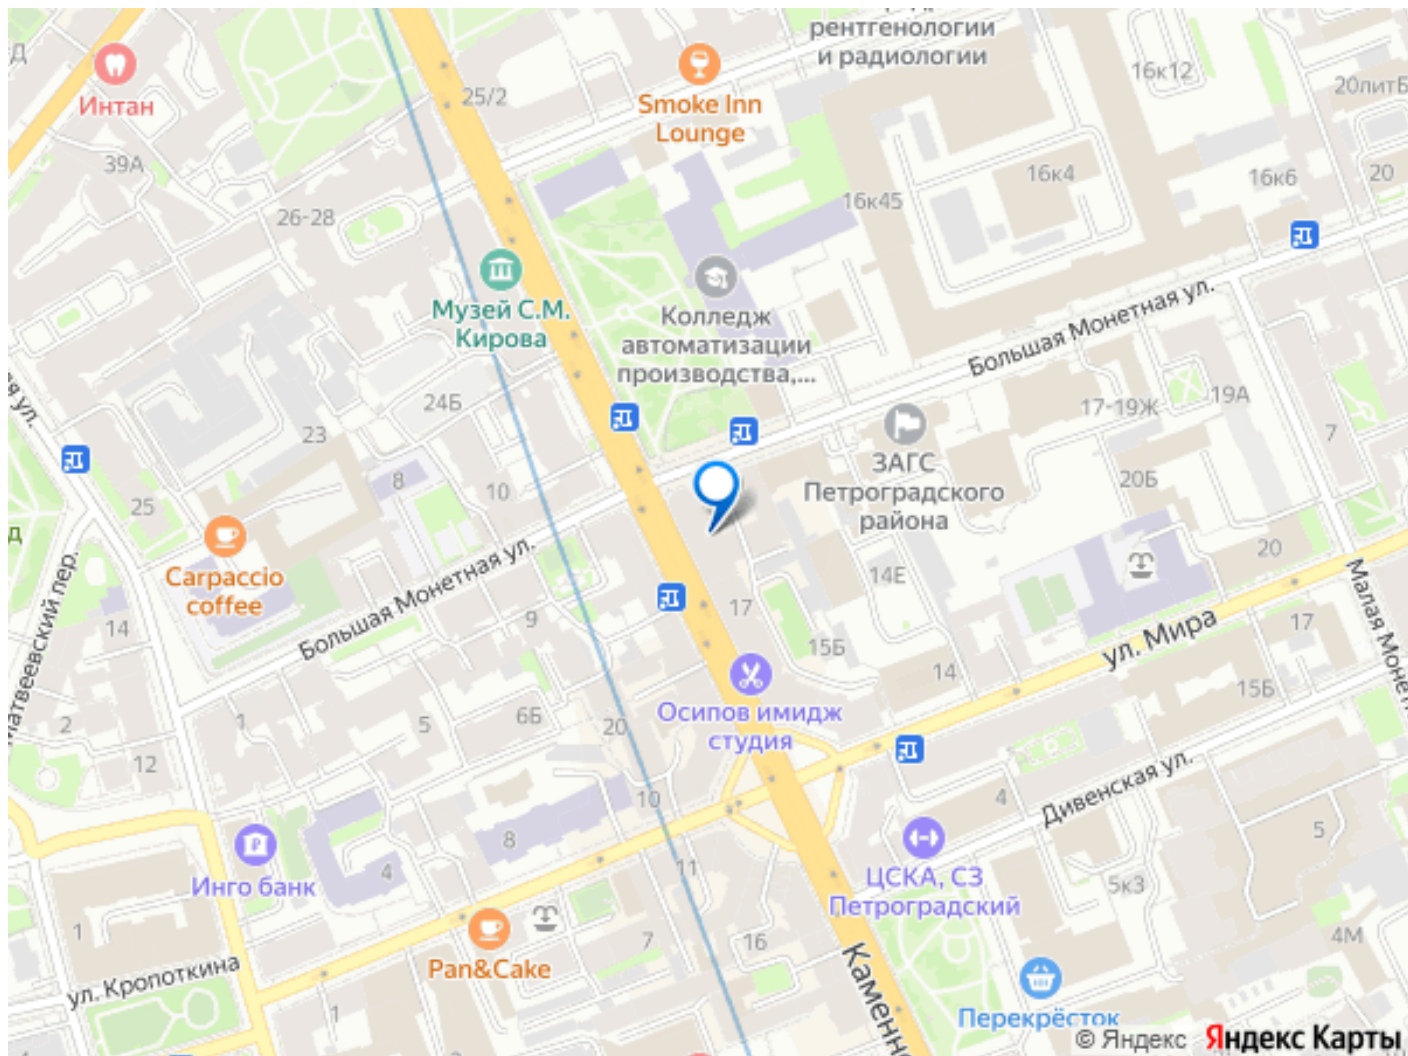 рентгенологии
и радиологии
Д
Интан
25/2
Smoke Inn
Lounge
16к12
20литБ
39А
16к4
16к6
20
26-28
16к45
Музей С.М.
Кирова
Колледж
автоматизации
производства,...
Большая Монетная ул.
ая ул.
24Б
23
17-19Ж
19А
7
ЗАГС
Петроградского
района
8
10
20Б
25
Д
Carpaccio
coffee
Большая Монетная ул.
14Е
20
Малая Монет
Матвеевский пер.
14
9
17
15Б
ул. Мира
17
14
15Б
2
1
5
6Б
20
Осипов имидж
студия
12
10
Дивенская ул.
4
8
5
Инго банк
4
11
ЦСКА, СЗ
Петроградский
5к3
1
7
16
4М
Pan&Cake
ул. Кропоткина
Каменно
1
Перекрёсток
© Яндекс Яндекс Карты